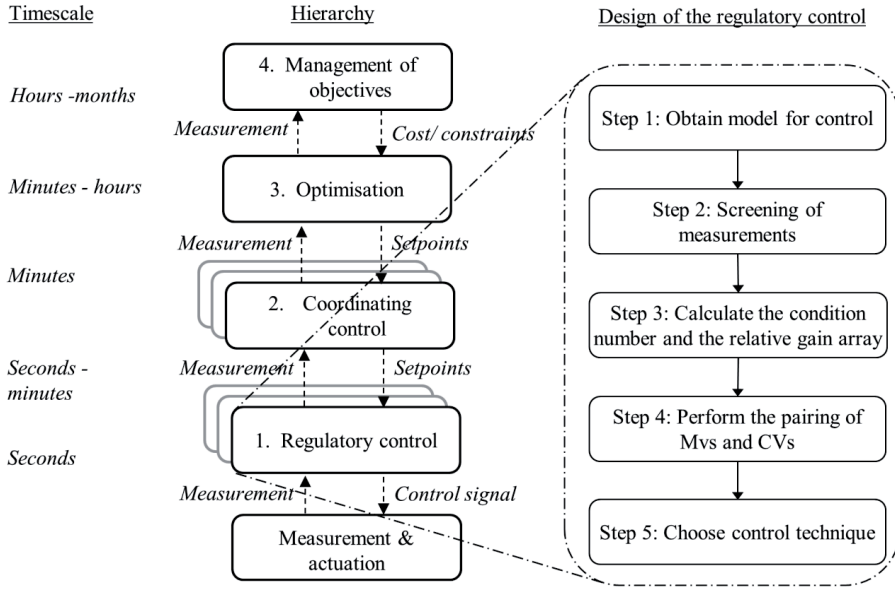 Timescale
Hierarchy
Design of the regulatory control
4. Management of
objectives
Hours -months
Measurement
Cost/ constraints
Minutes - hours
3. Optimisation
Measurement
Setpoints
Minutes
2. Coordinating
control
Seconds -
minutes
Measurement
Setpoints
1. Regulatory control
Seconds
Measurement
Control signal
Measurement &
actuation
Step 1: Obtain model for control
Step 2: Screening of
measurements
Step 3: Calculate the condition
number and the relative gain array
Step 4: Perform the pairing of
Mvs and CVs
Step 5: Choose control technique